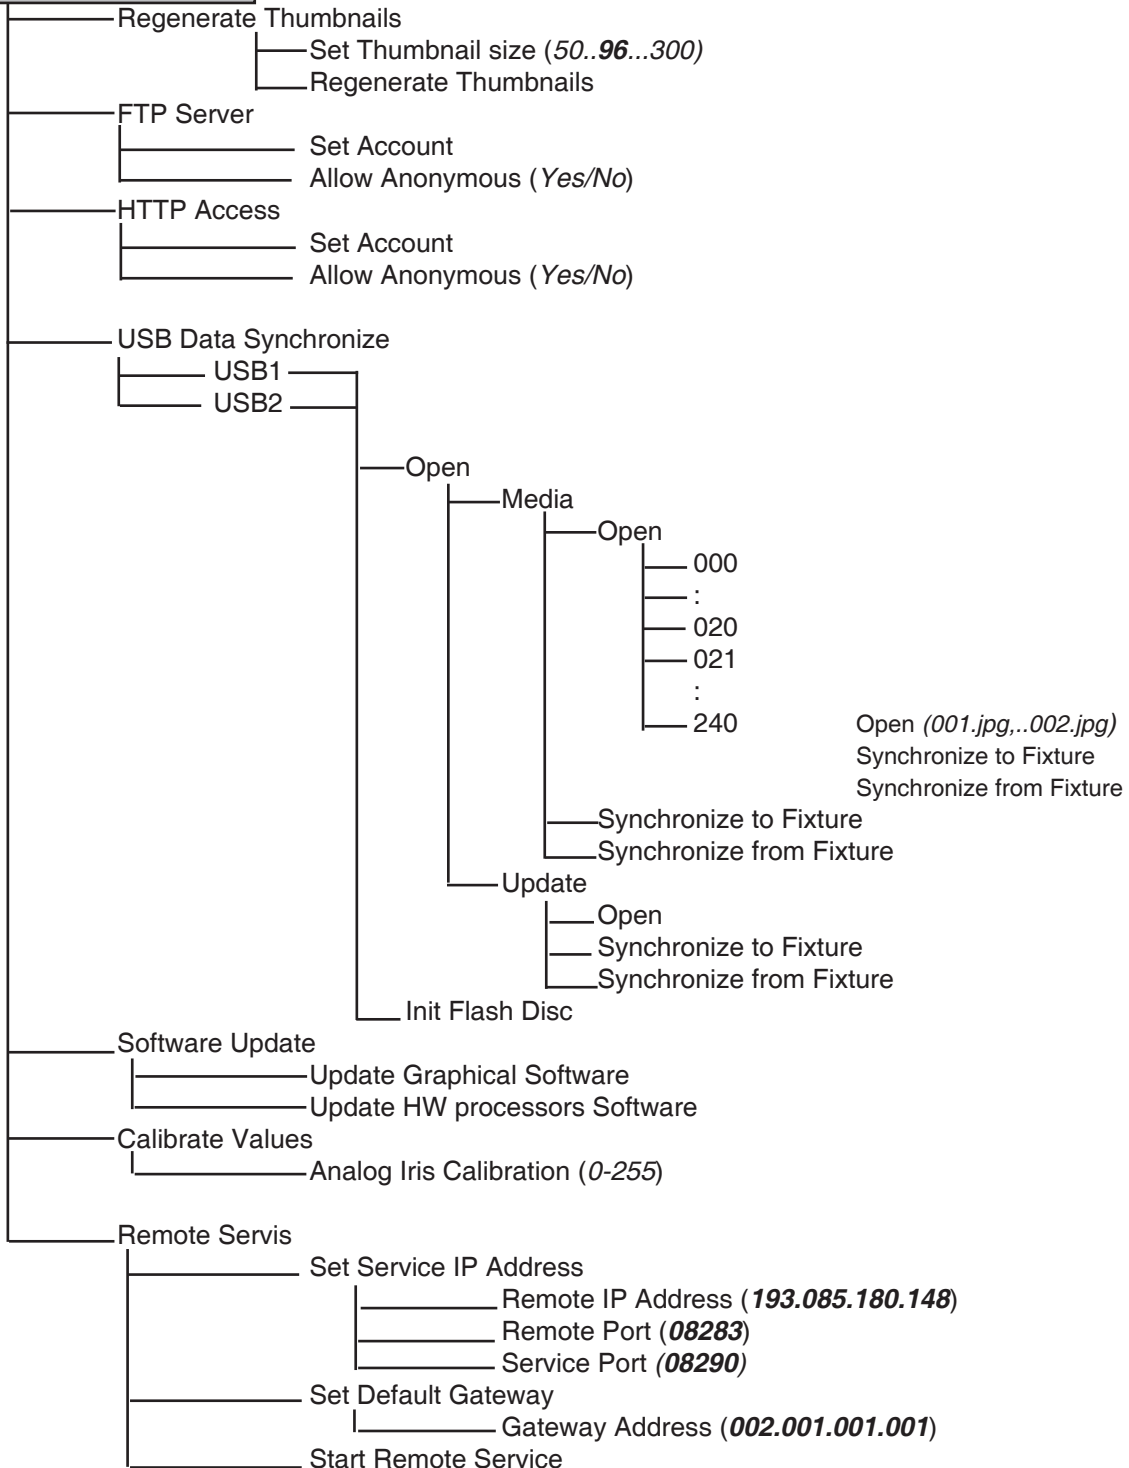 Regenerate Thumbnails
Set Thumbnail size (50..96...300)
Regenerate Thumbnails
FTP Server
Set Account
Allow Anonymous (Yes/No)
HTTP Access
Set Account
Allow Anonymous (Yes/No)
USB Data Synchronize
USB1
USB2
Open
Media
Open
000
:
020
021
:
240 Open (001.jpg,..002.jpg)
Synchronize to Fixture
Synchronize from Fixture
Synchronize to Fixture
Synchronize from Fixture
Update
Open
Synchronize to Fixture
Synchronize from Fixture
Init Flash Disc
Software Update
Update Graphical Software
Update HW processors Software
Calibrate Values
Analog Iris Calibration (0-255)
Remote Servis
Set Service IP Address
Remote IP Address (193.085.180.148)
Remote Port (08283)
Service Port (08290)
Set Default Gateway
Gateway Address (002.001.001.001)
Start Remote Service